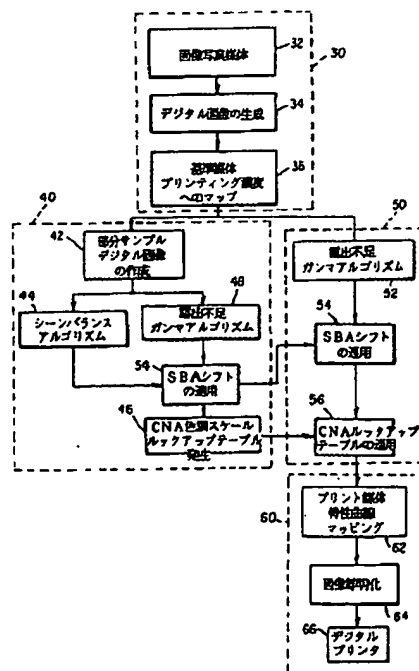 画像写真媒体
32
30
デジタル画像の生成
34
基準媒体
プリンティング濃度
へのマップ
36
40
42
部分サンプル
デジタル画像
の作成
44
シーンバランス
アルゴリズム
48
露出不足
ガンマアルゴリズム
54
SBAシフト
の適用
46
CNA色調スケール
ルックアップテーブル
発生
50
露出不足
ガンマアルゴリズム
52
54
SBAシフト
の適用
56
CNAルックアップ
テーブルの適用
60
プリント媒体
特性曲線
マッピング
62
画像鮮明化
64
66
デジタル
プリンタ